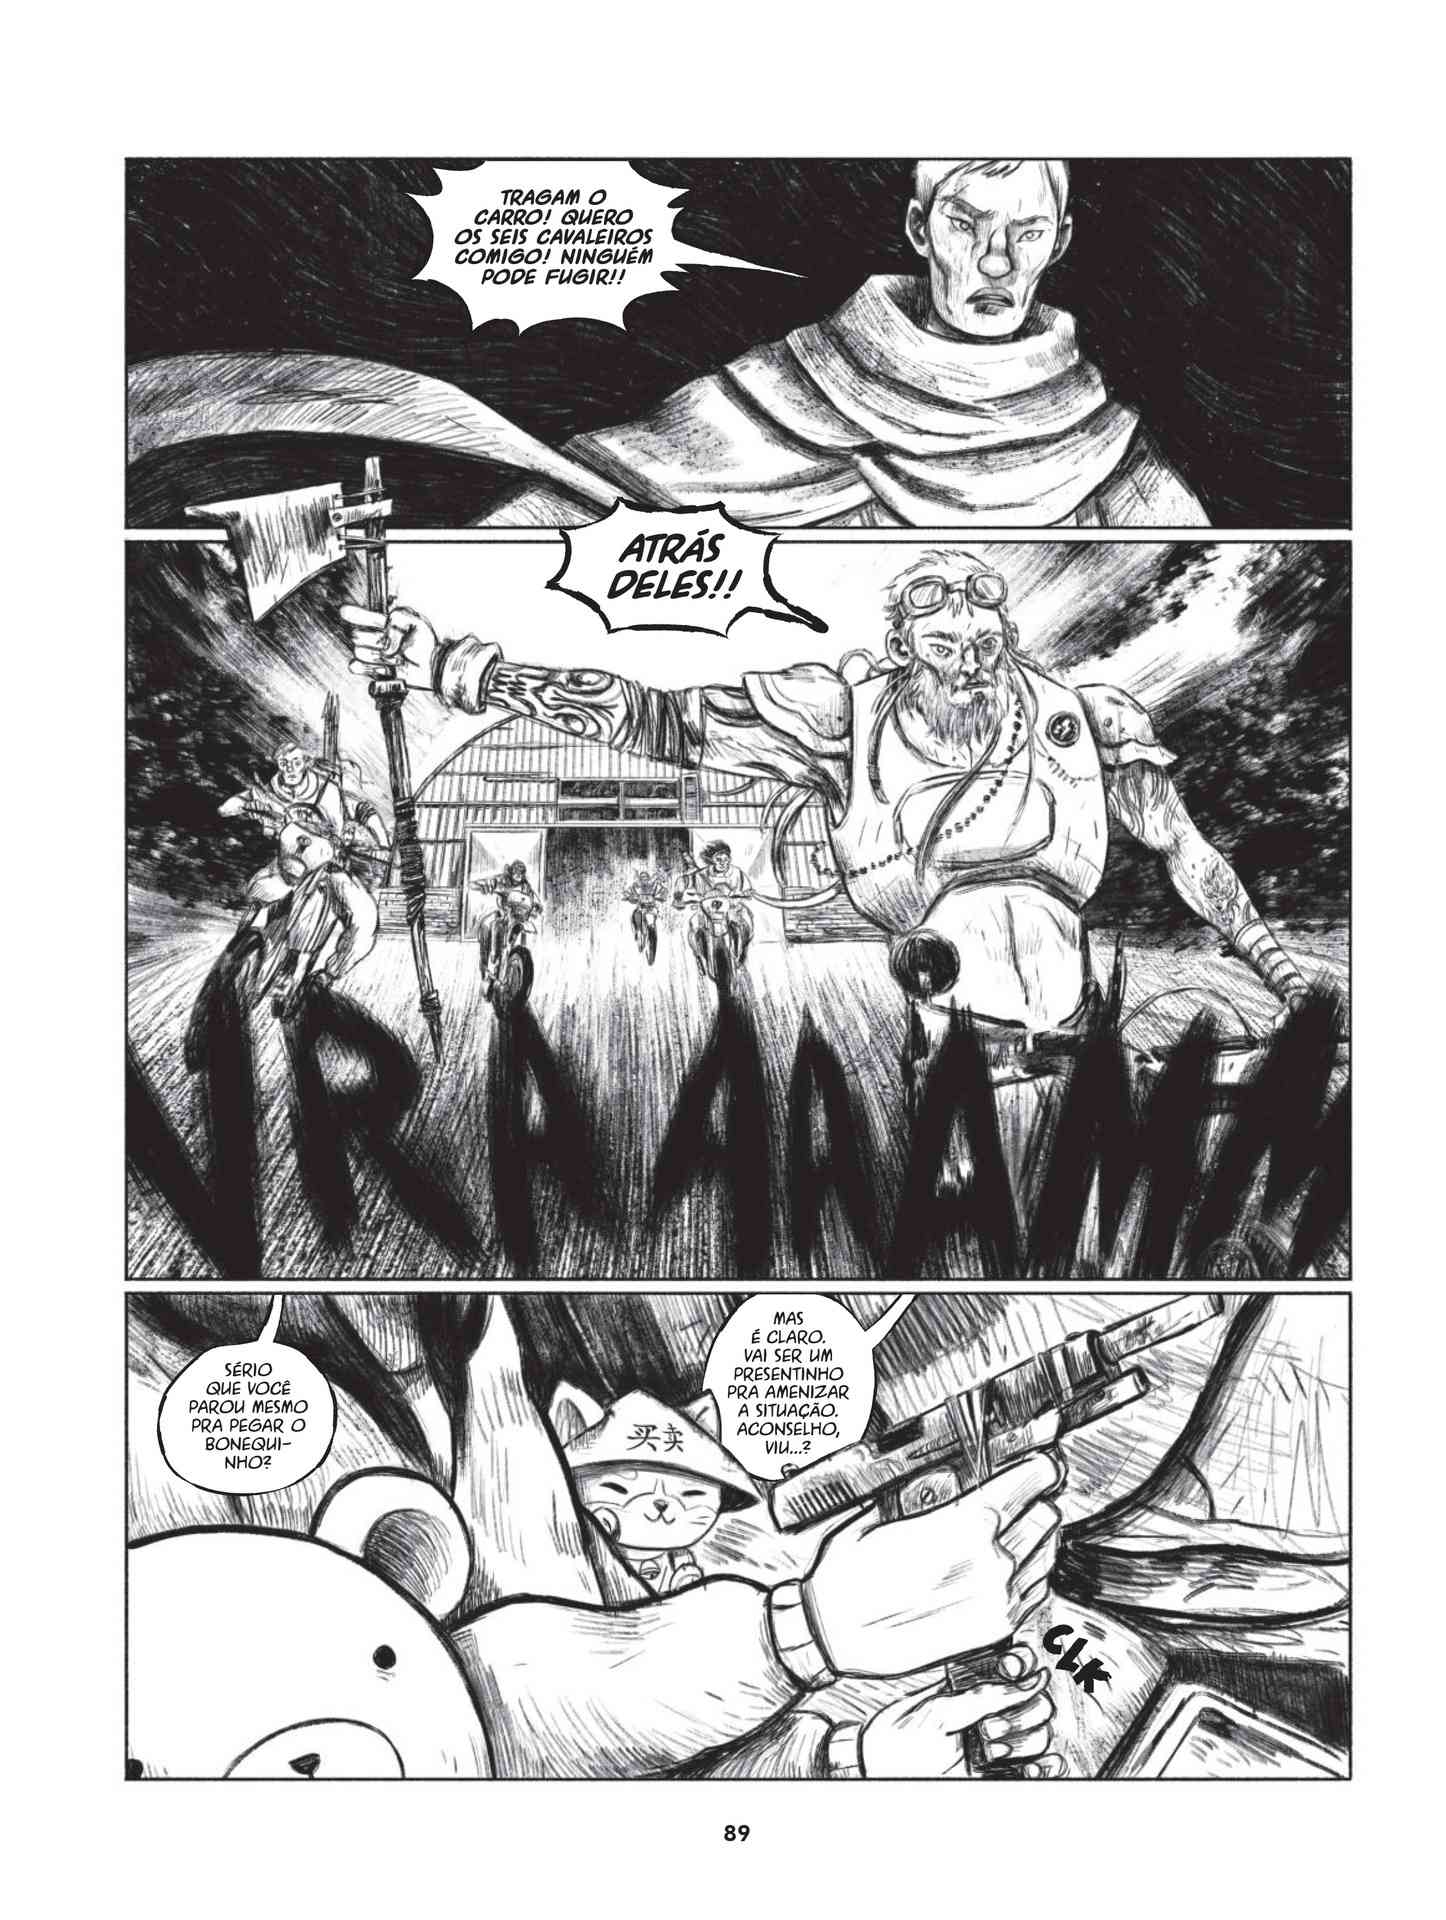 TRAGAM O
CARRO! QUERO
OS SEIS CAVALEIROS
COMIGO! NINGUÉM
PODE FUGIR!!
ATRÁS
DELES!!
VRAAAAAMMM
SÉRIO
QUE VOCÊ
PAROU MESMO
PRA PEGAR O
BONEQUI-
NHO?
MAS
É CLARO.
VAI SER UM
PRESENTINHO
PRA AMENIZAR
A SITUAÇÃO.
ACONSELHO,
VIU...?
买卖
CLK
89